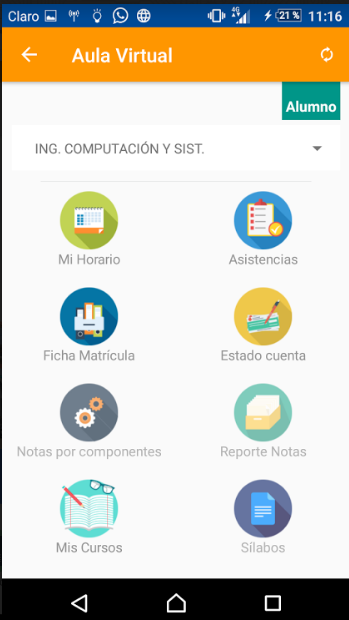 Claro 4G 21 % 11:16
Aula Virtual
Alumno
ING. COMPUTACIÓN Y SIST.
Mi Horario Asistencias
Ficha Matrícula Estado cuenta
Notas por componentes Reporte Notas
Mis Cursos Sílabos